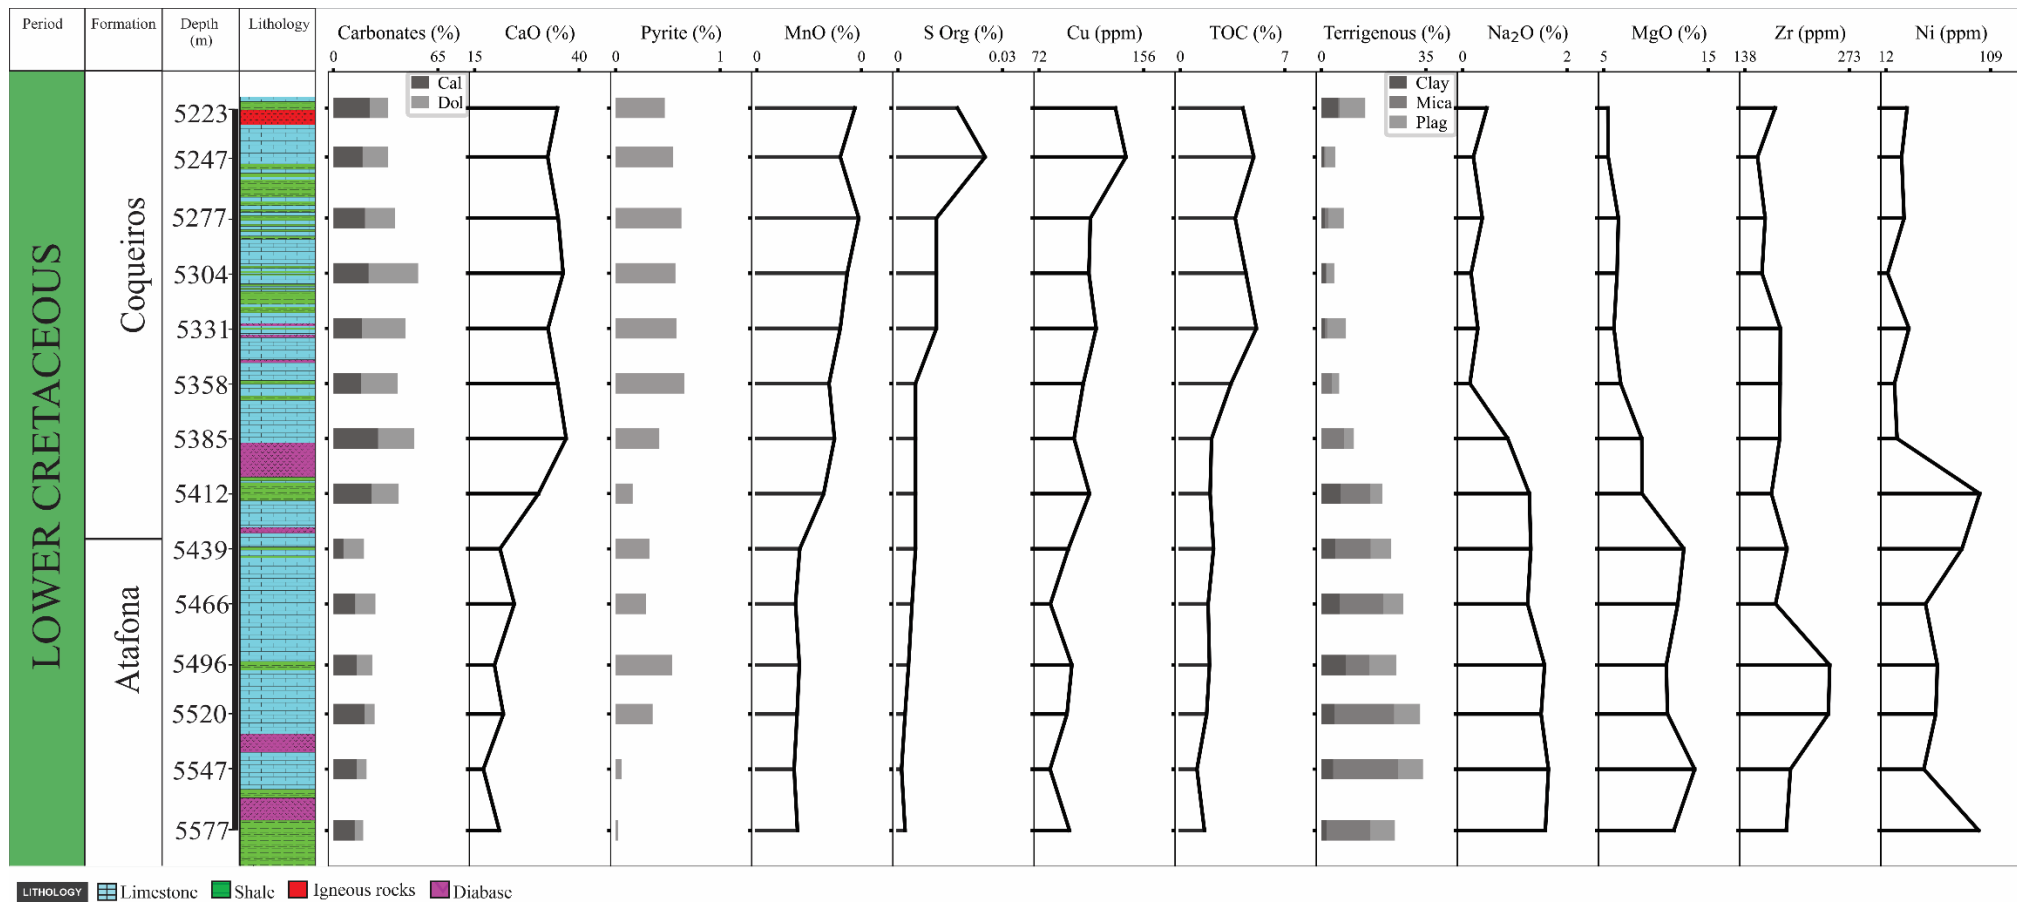 Period Formation Depth (m) Lithology
Carbonates (%) CaO (%) Pyrite (%) MnO (%) S Org (%) Cu (ppm) TOC (%) Terrigenous (%) Na2O (%) MgO (%) Zr (ppm) Ni (ppm)
0 65 15 40 0 1 0 0 0 0.03 72 156 0 7 0 35 0 2 5 15 138 273 12 109
Cal
Dol
Clay
Mica
Plag
LOWER CRETACEOUS
Coqueiros
Atafona
5223
5247
5277
5304
5331
5358
5385
5412
5439
5466
5496
5520
5547
5577
LITHOLOGY Limestone Shale Igneous rocks Diabase